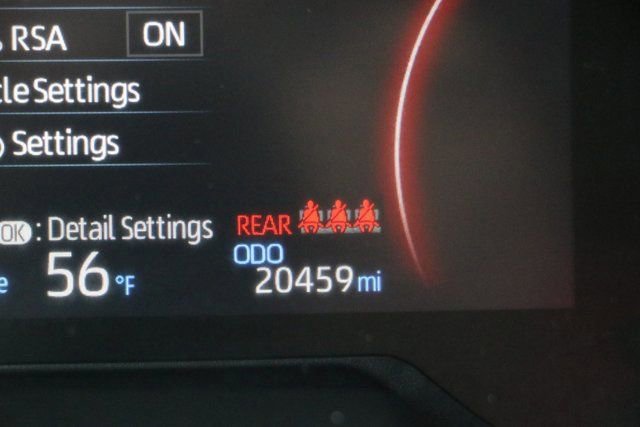 RSA ON
cle Settings
Settings
OK : Detail Settings REAR
ODO
56 °F 20459 mi